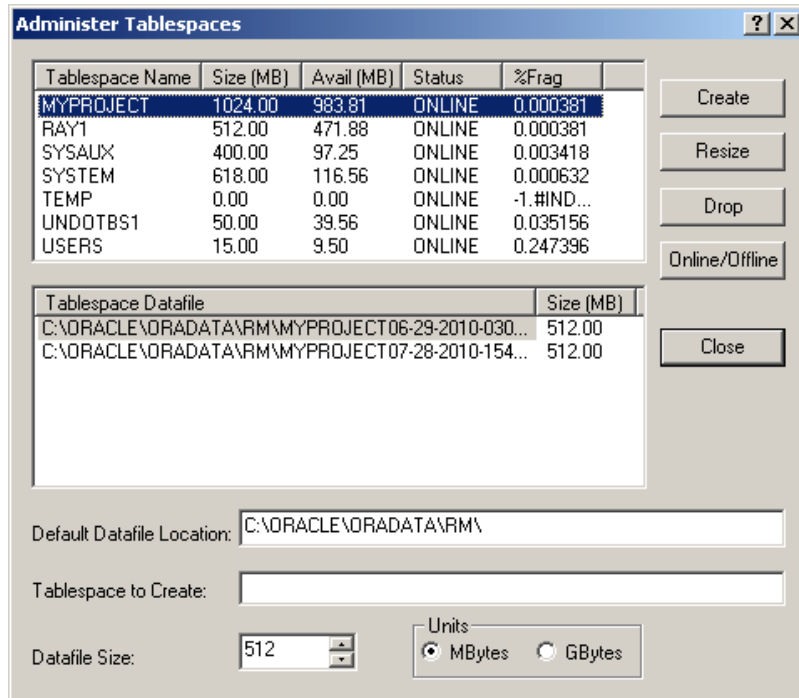 Administer Tablespaces
Tablespace Name Size (MB) Avail (MB) Status %Frag
MYPROJECT 1024.00 983.81 ONLINE 0.000381
RAY1 512.00 471.88 ONLINE 0.000381
SYSAUX 400.00 97.25 ONLINE 0.003418
SYSTEM 618.00 116.56 ONLINE 0.000632
TEMP 0.00 0.00 ONLINE -1.#IND...
UNDOTBS1 50.00 39.56 ONLINE 0.035156
USERS 15.00 9.50 ONLINE 0.247396
Create
Resize
Drop
Online/Offline
Tablespace Datafile Size (MB)
C:\ORACLE\ORADATA\RM\MYPROJECT06-29-2010-030... 512.00
C:\ORACLE\ORADATA\RM\MYPROJECT07-28-2010-154... 512.00
Close
Default Datafile Location: C:\ORACLE\ORADATA\RM\
Tablespace to Create:
Datafile Size: 512
Units
MBytes GBytes